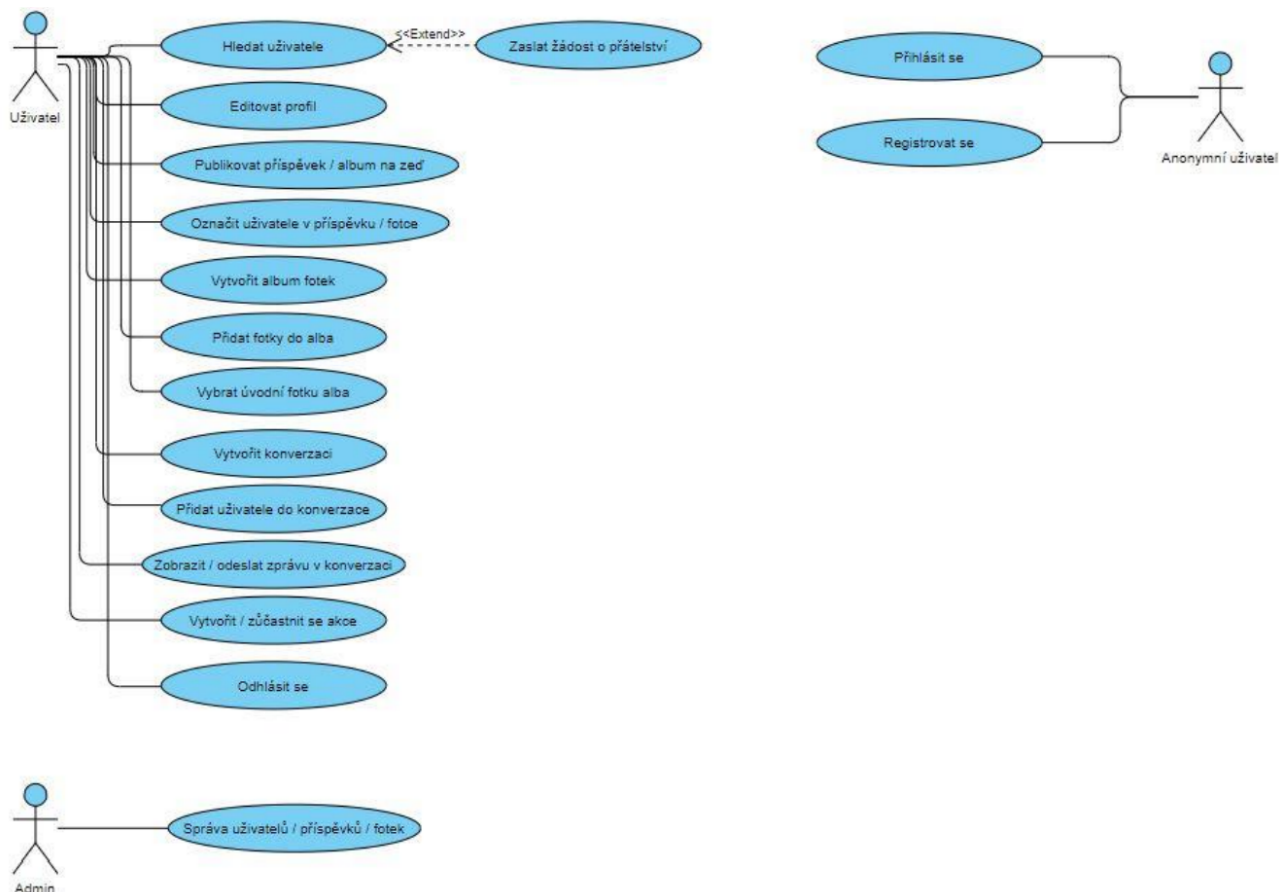 Hledat uživatele
<<Extend>>
Zaslat žádost o přátelství
Uživatel
Editovat profil
Publikovat příspěvek / album na zeď
Označit uživatele v příspěvku / fotce
Vytvořit album fotek
Přidat fotky do alba
Vybrat úvodní fotku alba
Vytvořit konverzaci
Přidat uživatele do konverzace
Zobrazit / odeslat zprávu v konverzaci
Vytvořit / zůčastnit se akce
Odhlásit se
Přihlásit se
Registrovat se
Anonymní uživatel
Správa uživatelů / příspěvků / fotek
Admin